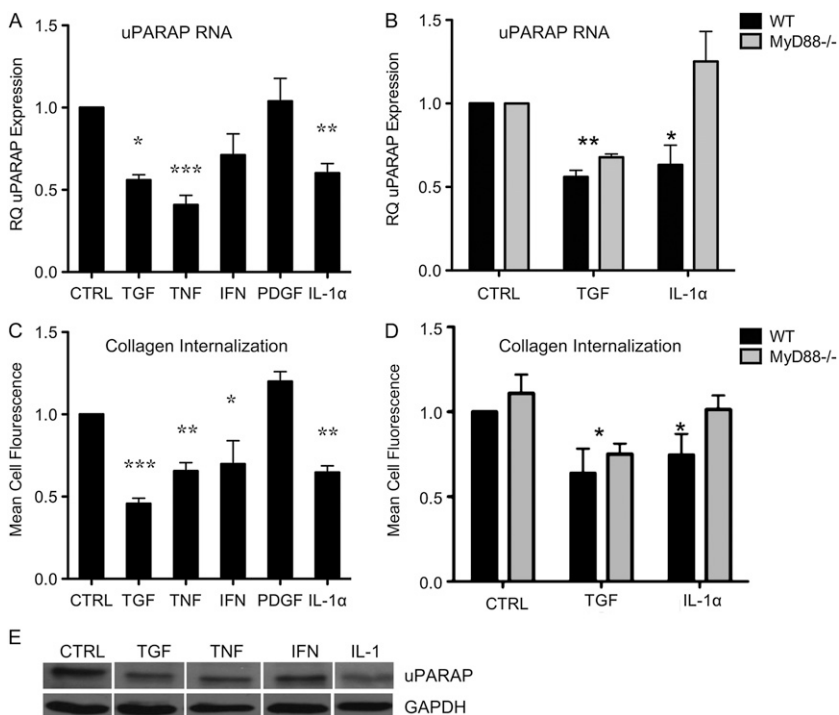 A
uPARAP RNA
RQ uPARAP Expression
1.5
1.0
0.5
0.0
*
***
**
CTRL TGF TNF IFN PDGF IL-1α
B
uPARAP RNA
WT
MyD88-/-
RQ uPARAP Expression
1.5
1.0
0.5
0.0
**
*
CTRL TGF IL-1α
C
Collagen Internalization
Mean Cell Flourescence
1.5
1.0
0.5
0.0
***
**
*
**
CTRL TGF TNF IFN PDGF IL-1α
D
Collagen Internalization
WT
MyD88-/-
Mean Cell Fluorescence
1.5
1.0
0.5
0.0
*
*
CTRL TGF IL-1α
E
CTRL TGF TNF IFN IL-1
uPARAP
GAPDH